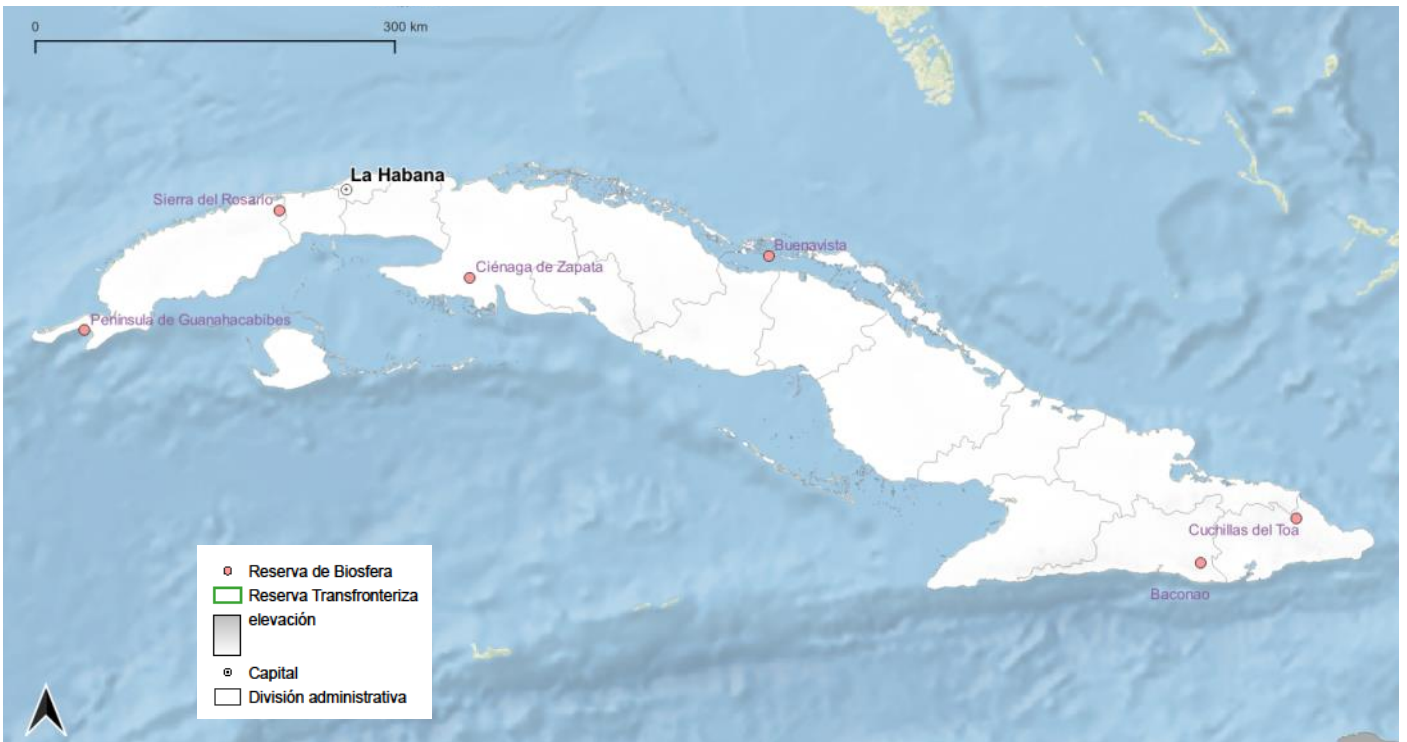 0
300 km
La Habana
Sierra del Rosario
Buenavista
Ciénaga de Zapata
Península de Guanahacabibes
Cuchillas del Toa
Baconao
Reserva de Biosfera
Reserva Transfronteriza
elevación
Capital
División administrativa